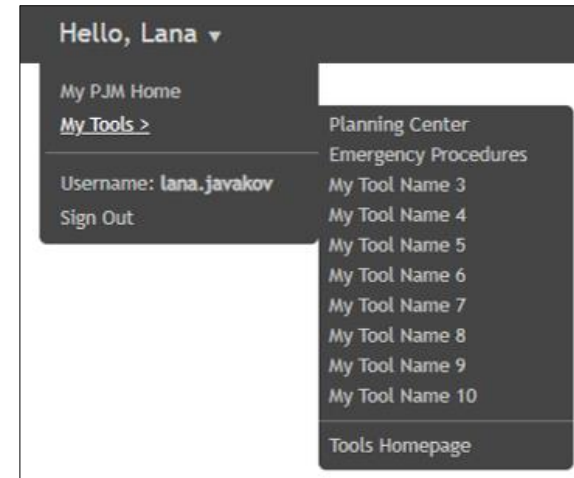 Hello, Lana ▾
My PJM Home
My Tools >
Username: lana.javakov
Sign Out
Planning Center
Emergency Procedures
My Tool Name 3
My Tool Name 4
My Tool Name 5
My Tool Name 6
My Tool Name 7
My Tool Name 8
My Tool Name 9
My Tool Name 10
Tools Homepage